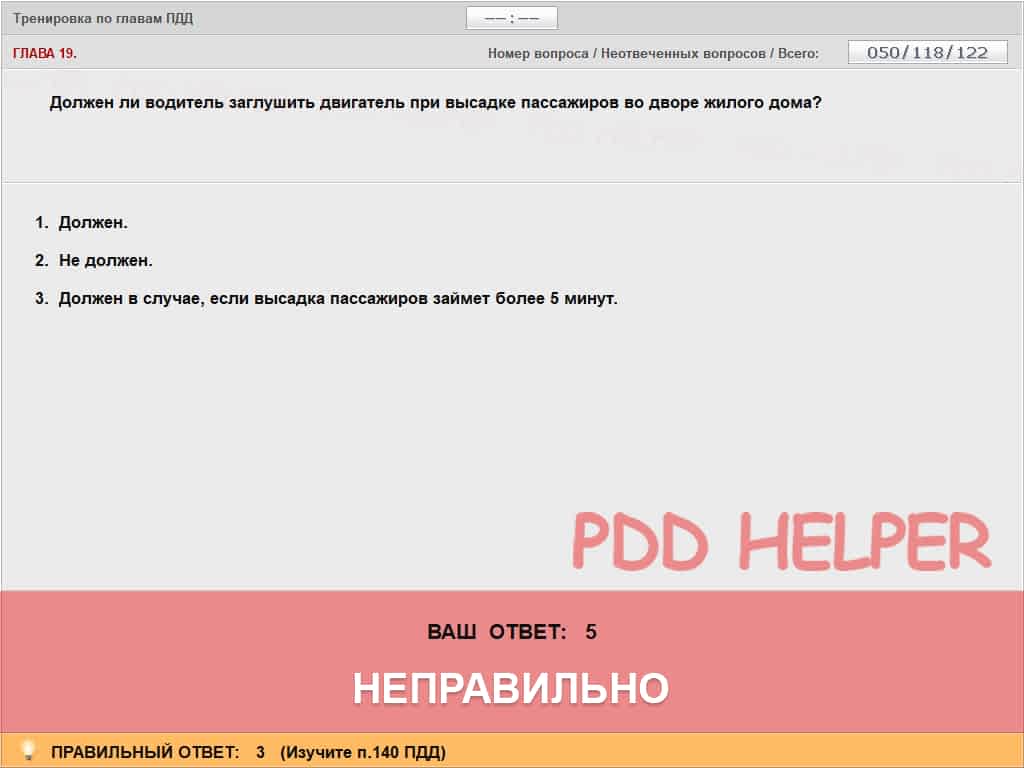 Тренировка по главам ПДД
–– : ––
ГЛАВА 19.
Номер вопроса / Неотвеченных вопросов / Всего: 050/118/122
Должен ли водитель заглушить двигатель при высадке пассажиров во дворе жилого дома?
1. Должен.
2. Не должен.
3. Должен в случае, если высадка пассажиров займет более 5 минут.
PDD HELPER
ВАШ ОТВЕТ: 5
НЕПРАВИЛЬНО
ПРАВИЛЬНЫЙ ОТВЕТ: 3 (Изучите п.140 ПДД)